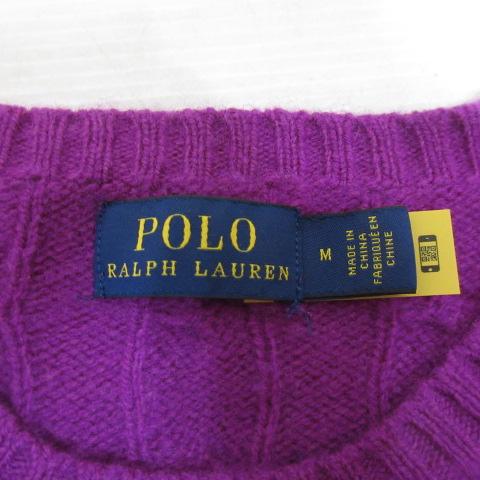 POLO
RALPH LAUREN
M
MADE IN
CHINA
FABRIQUÉ EN
CHINE